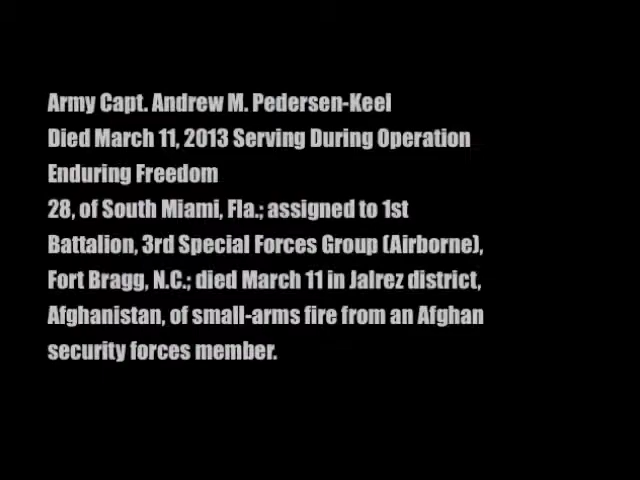 Army Capt. Andrew M. Pedersen-Keel
Died March 11, 2013 Serving During Operation
Enduring Freedom
28, of South Miami, Fla.; assigned to 1st
Battalion, 3rd Special Forces Group (Airborne),
Fort Bragg, N.C.; died March 11 in Jalrez district,
Afghanistan, of small-arms fire from an Afghan
security forces member.